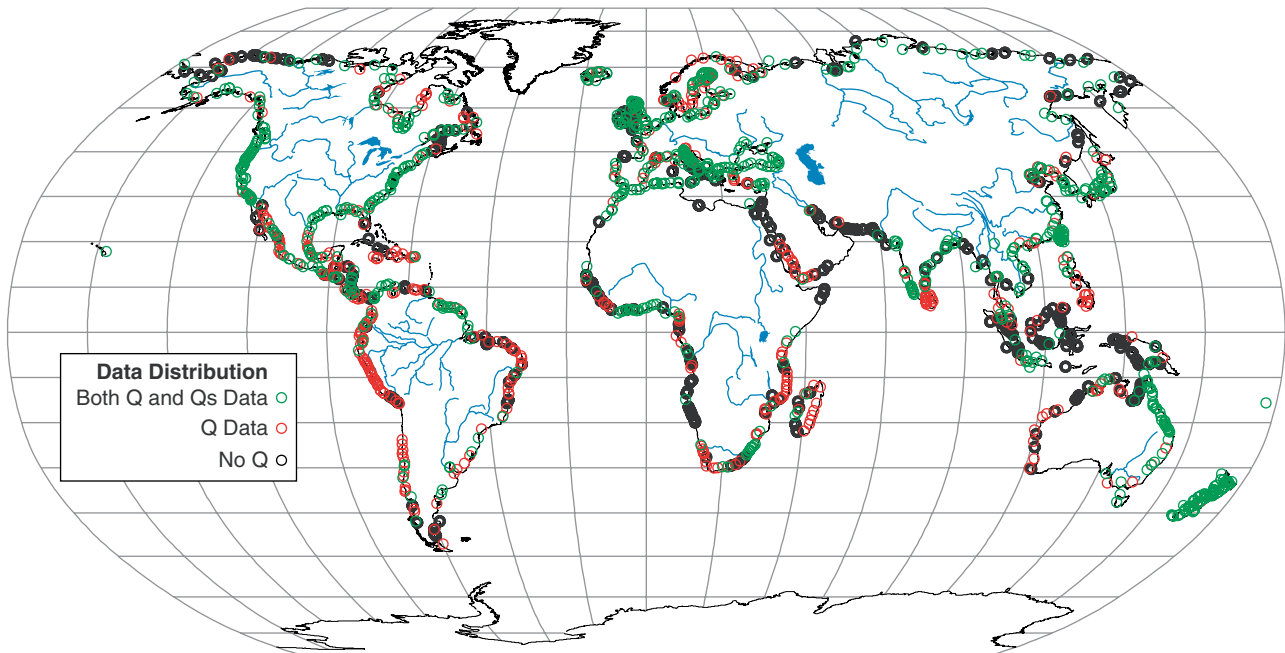 Data Distribution
Both Q and Qs Data
Q Data
No Q